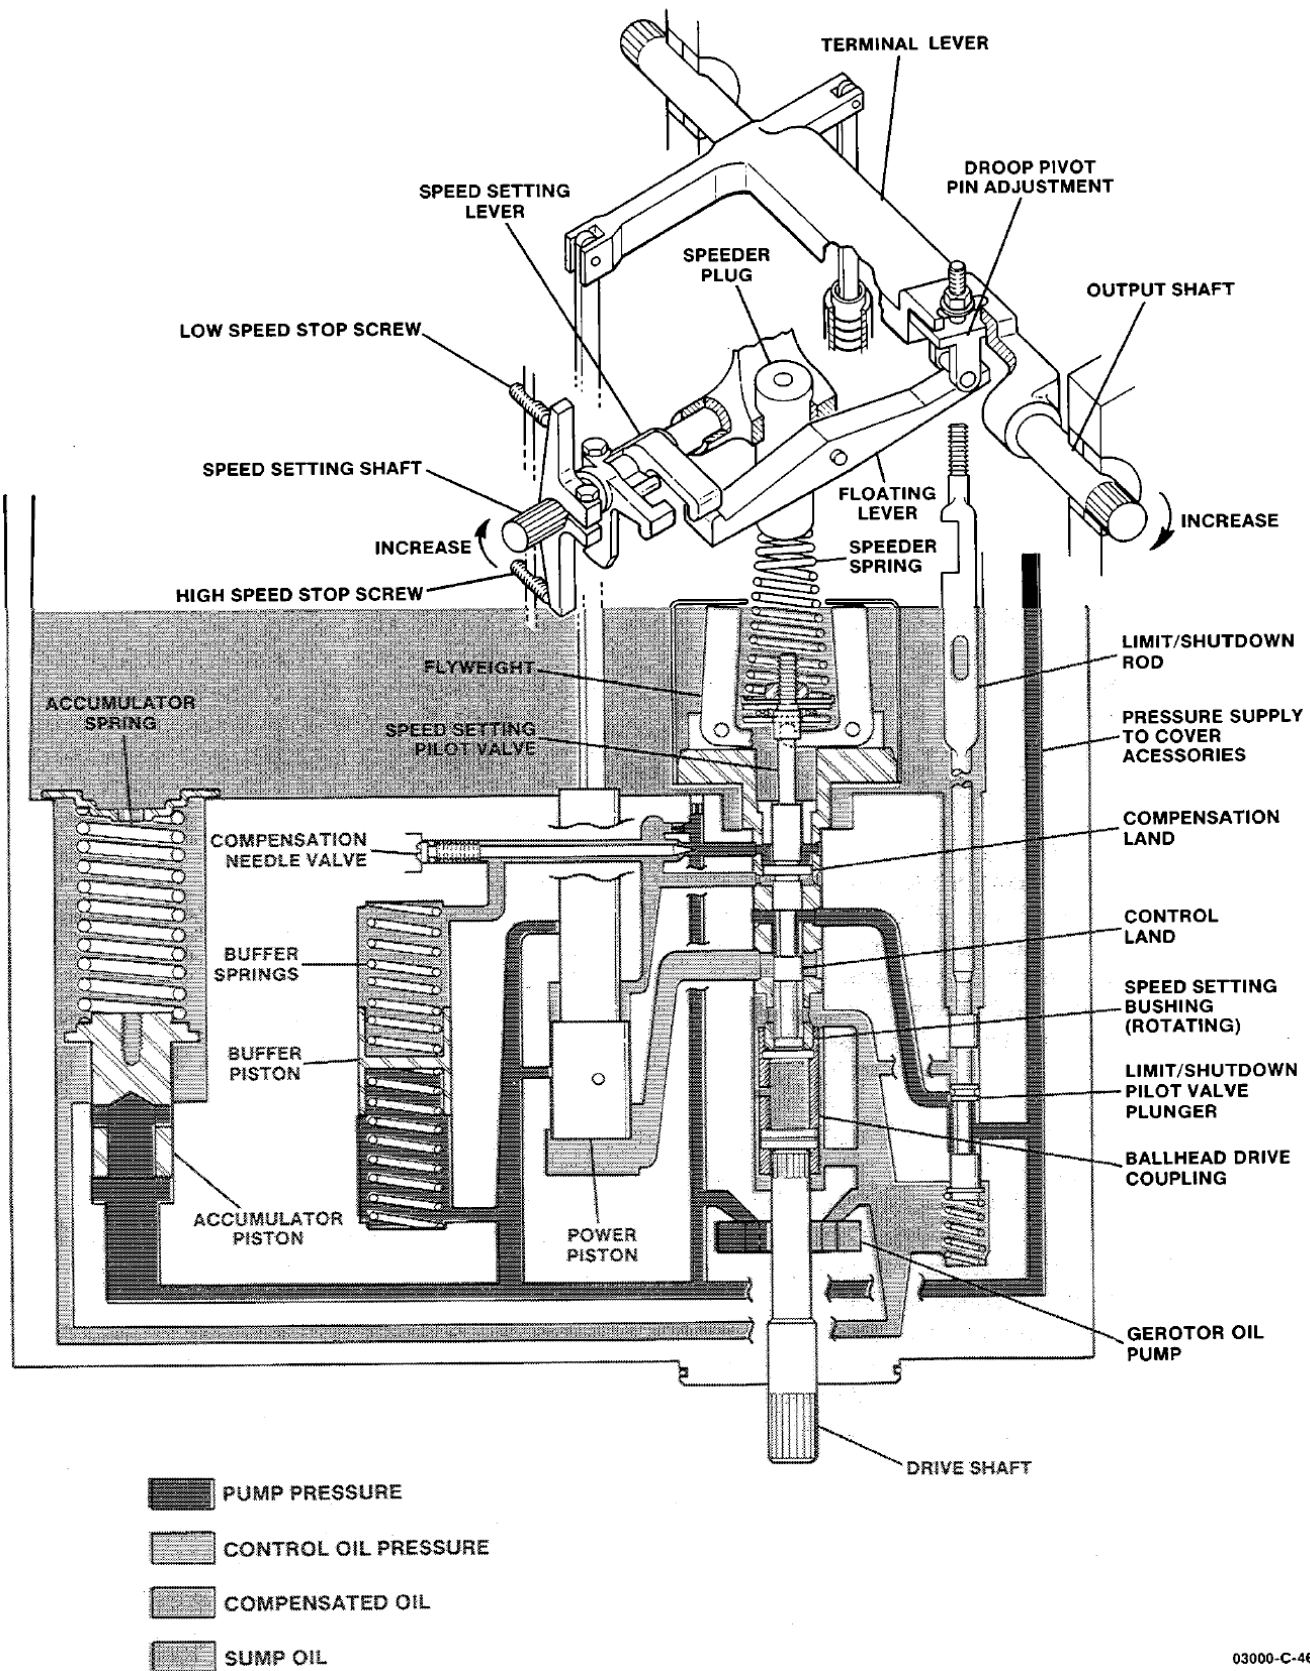 TERMINAL LEVER
DROOP PIVOT
PIN ADJUSTMENT
SPEED SETTING
LEVER
SPEEDER
PLUG
OUTPUT SHAFT
LOW SPEED STOP SCREW
SPEED SETTING SHAFT
FLOATING
LEVER
INCREASE
INCREASE
SPEEDER
SPRING
HIGH SPEED STOP SCREW
LIMIT/SHUTDOWN
ROD
FLYWEIGHT
ACCUMULATOR
SPRING
SPEED SETTING
PILOT VALVE
PRESSURE SUPPLY
TO COVER
ACESSORIES
COMPENSATION
NEEDLE VALVE
COMPENSATION
LAND
CONTROL
LAND
BUFFER
SPRINGS
SPEED SETTING
BUSHING
(ROTATING)
BUFFER
PISTON
LIMIT/SHUTDOWN
PILOT VALVE
PLUNGER
BALLHEAD DRIVE
COUPLING
ACCUMULATOR
PISTON
POWER
PISTON
GEROTOR OIL
PUMP
DRIVE SHAFT
PUMP PRESSURE
CONTROL OIL PRESSURE
COMPENSATED OIL
SUMP OIL